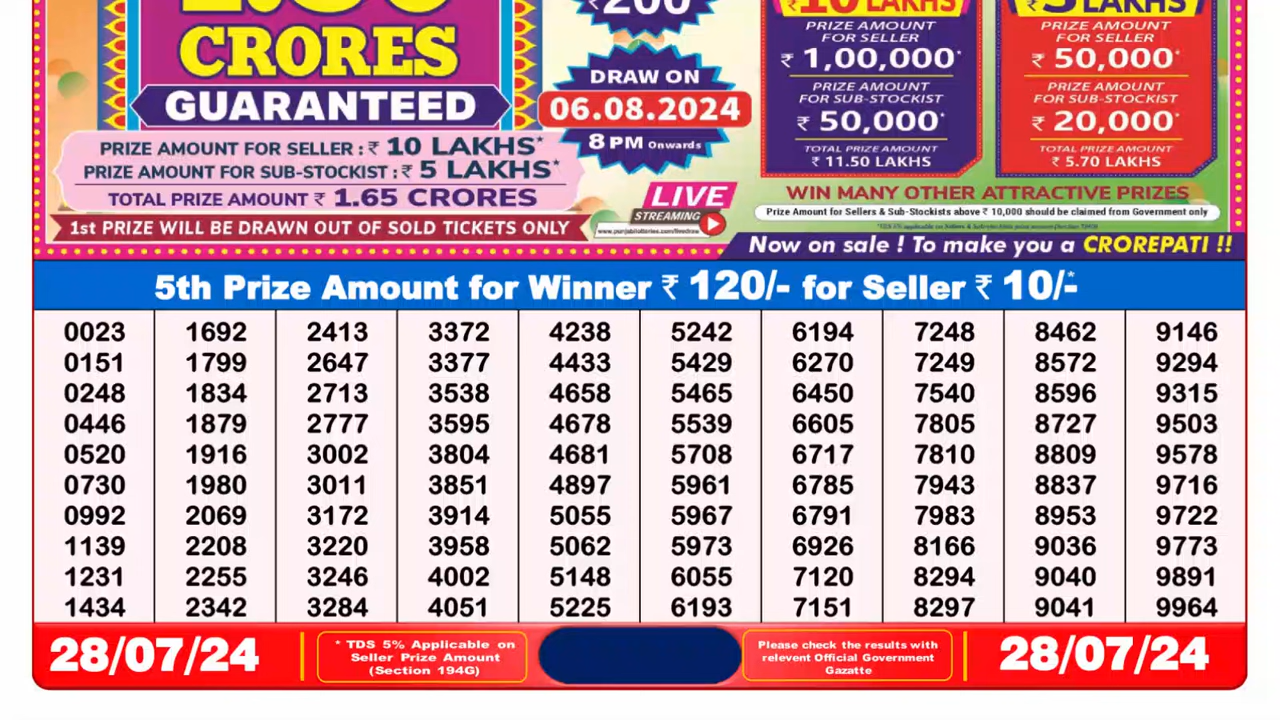 CRORES
GUARANTEED
PRIZE AMOUNT FOR SELLER : ₹ 10 LAKHS*
PRIZE AMOUNT FOR SUB-STOCKIST : ₹ 5 LAKHS*
TOTAL PRIZE AMOUNT ₹ 1.65 CRORES
1st PRIZE WILL BE DRAWN OUT OF SOLD TICKETS ONLY
₹200
DRAW ON
06.08.2024
8 PM Onwards
LIVE
STREAMING
www.punjablotteries.com/livedraw
₹10 LAKHS
PRIZE AMOUNT
FOR SELLER
₹ 1,00,000*
PRIZE AMOUNT
FOR SUB-STOCKIST
₹ 50,000*
TOTAL PRIZE AMOUNT
₹ 11.50 LAKHS
₹5 LAKHS
PRIZE AMOUNT
FOR SELLER
₹ 50,000*
PRIZE AMOUNT
FOR SUB-STOCKIST
₹ 20,000*
TOTAL PRIZE AMOUNT
₹ 5.70 LAKHS
WIN MANY OTHER ATTRACTIVE PRIZES
Prize Amount for Sellers & Sub-Stockists above ₹ 10,000 should be claimed from Government only
Now on sale ! To make you a CROREPATI !!
5th Prize Amount for Winner ₹ 120/- for Seller ₹ 10/-*
0023 1692 2413 3372 4238 5242 6194 7248 8462 9146
0151 1799 2647 3377 4433 5429 6270 7249 8572 9294
0248 1834 2713 3538 4658 5465 6450 7540 8596 9315
0446 1879 2777 3595 4678 5539 6605 7805 8727 9503
0520 1916 3002 3804 4681 5708 6717 7810 8809 9578
0730 1980 3011 3851 4897 5961 6785 7943 8837 9716
0992 2069 3172 3914 5055 5967 6791 7983 8953 9722
1139 2208 3220 3958 5062 5973 6926 8166 9036 9773
1231 2255 3246 4002 5148 6055 7120 8294 9040 9891
1434 2342 3284 4051 5225 6193 7151 8297 9041 9964
28/07/24
* TDS 5% Applicable on
Seller Prize Amount
(Section 194G)
Please check the results with
relevent Official Government
Gazatte
28/07/24